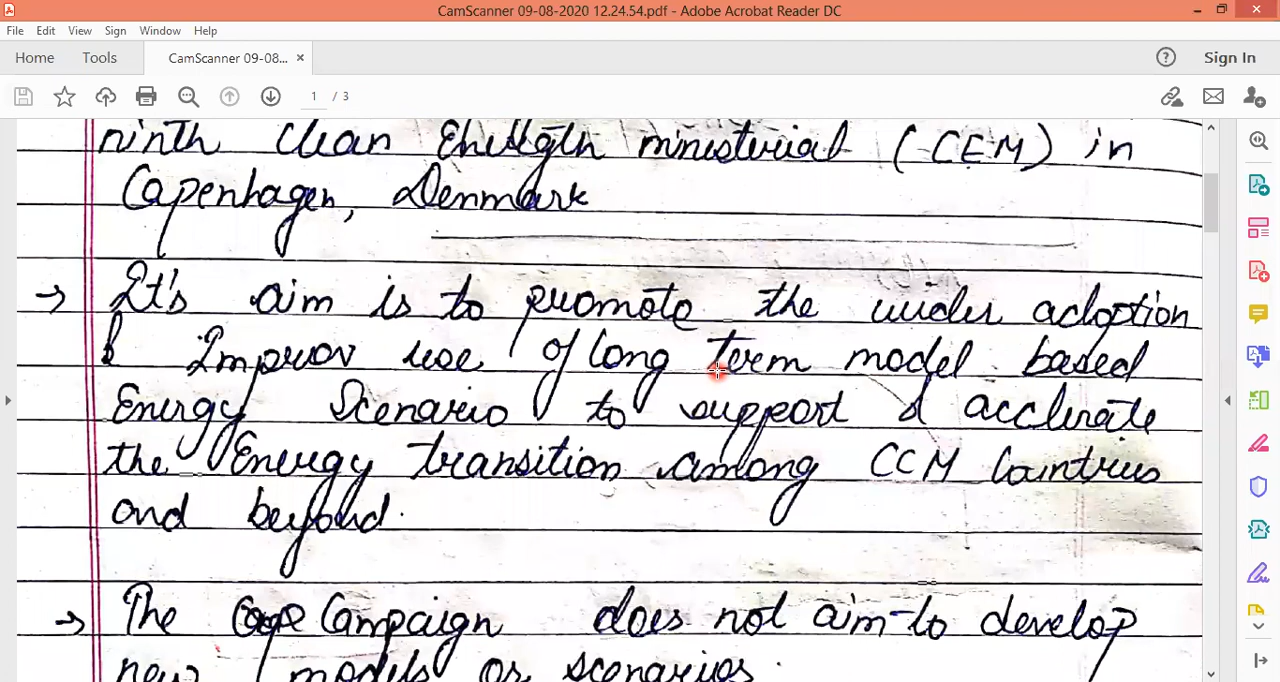 CamScanner 09-08-2020 12.24.54.pdf - Adobe Acrobat Reader DC
File Edit View Sign Window Help
Home Tools CamScanner 09-08... × Sign In
1 / 3
ninth Clean ministerial (CEM) in
Copenhagen, Denmark
→ It's aim is to promote the wider adoption
& Improv use of long term model based
Energy Scenario to support & acclerate
the Energy transition among CCM Countries
and beyond.
→ The Campaign does not aim to develop
new models or scenarios.